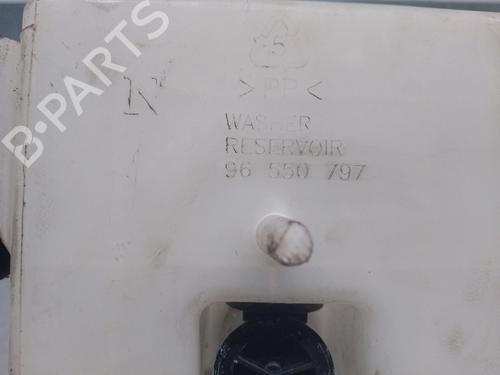 B-PARTS
5
>PP<
N
WASHER
RESERVOIR
96 550 797